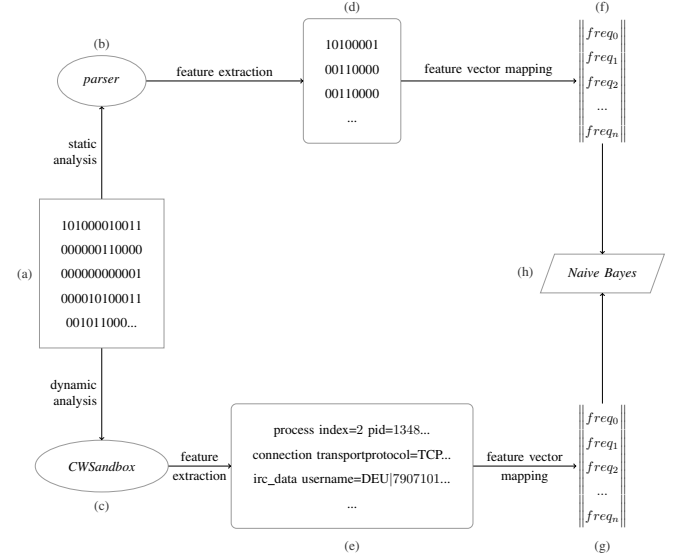 (d)
(f)
(b)
parser
feature extraction
10100001
00110000
00110000
...
feature vector mapping
freq0
freq1
freq2
...
freqn
static
analysis
(a)
101000010011
000000110000
000000000001
000010100011
001011000...
(h)
Naive Bayes
dynamic
analysis
CWSandbox
(c)
feature
extraction
process index=2 pid=1348...
connection transportprotocol=TCP...
irc_data username=DEU|7907101...
...
(e)
feature vector
mapping
freq0
freq1
freq2
...
freqn
(g)